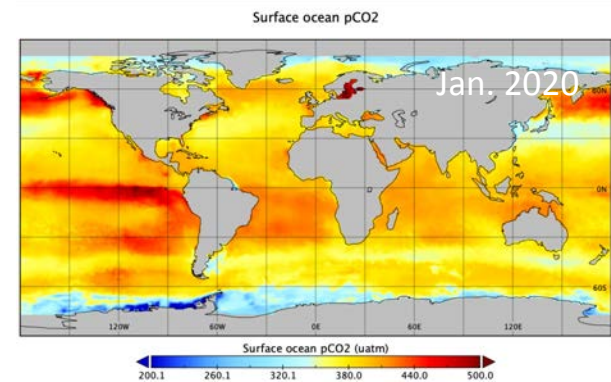 Surface ocean pCO2
Jan. 2020
60N
0N
60S
120W
60W
0E
60E
120E
Surface ocean pCO2 (uatm)
200.1 260.1 320.1 380.0 440.0 500.0